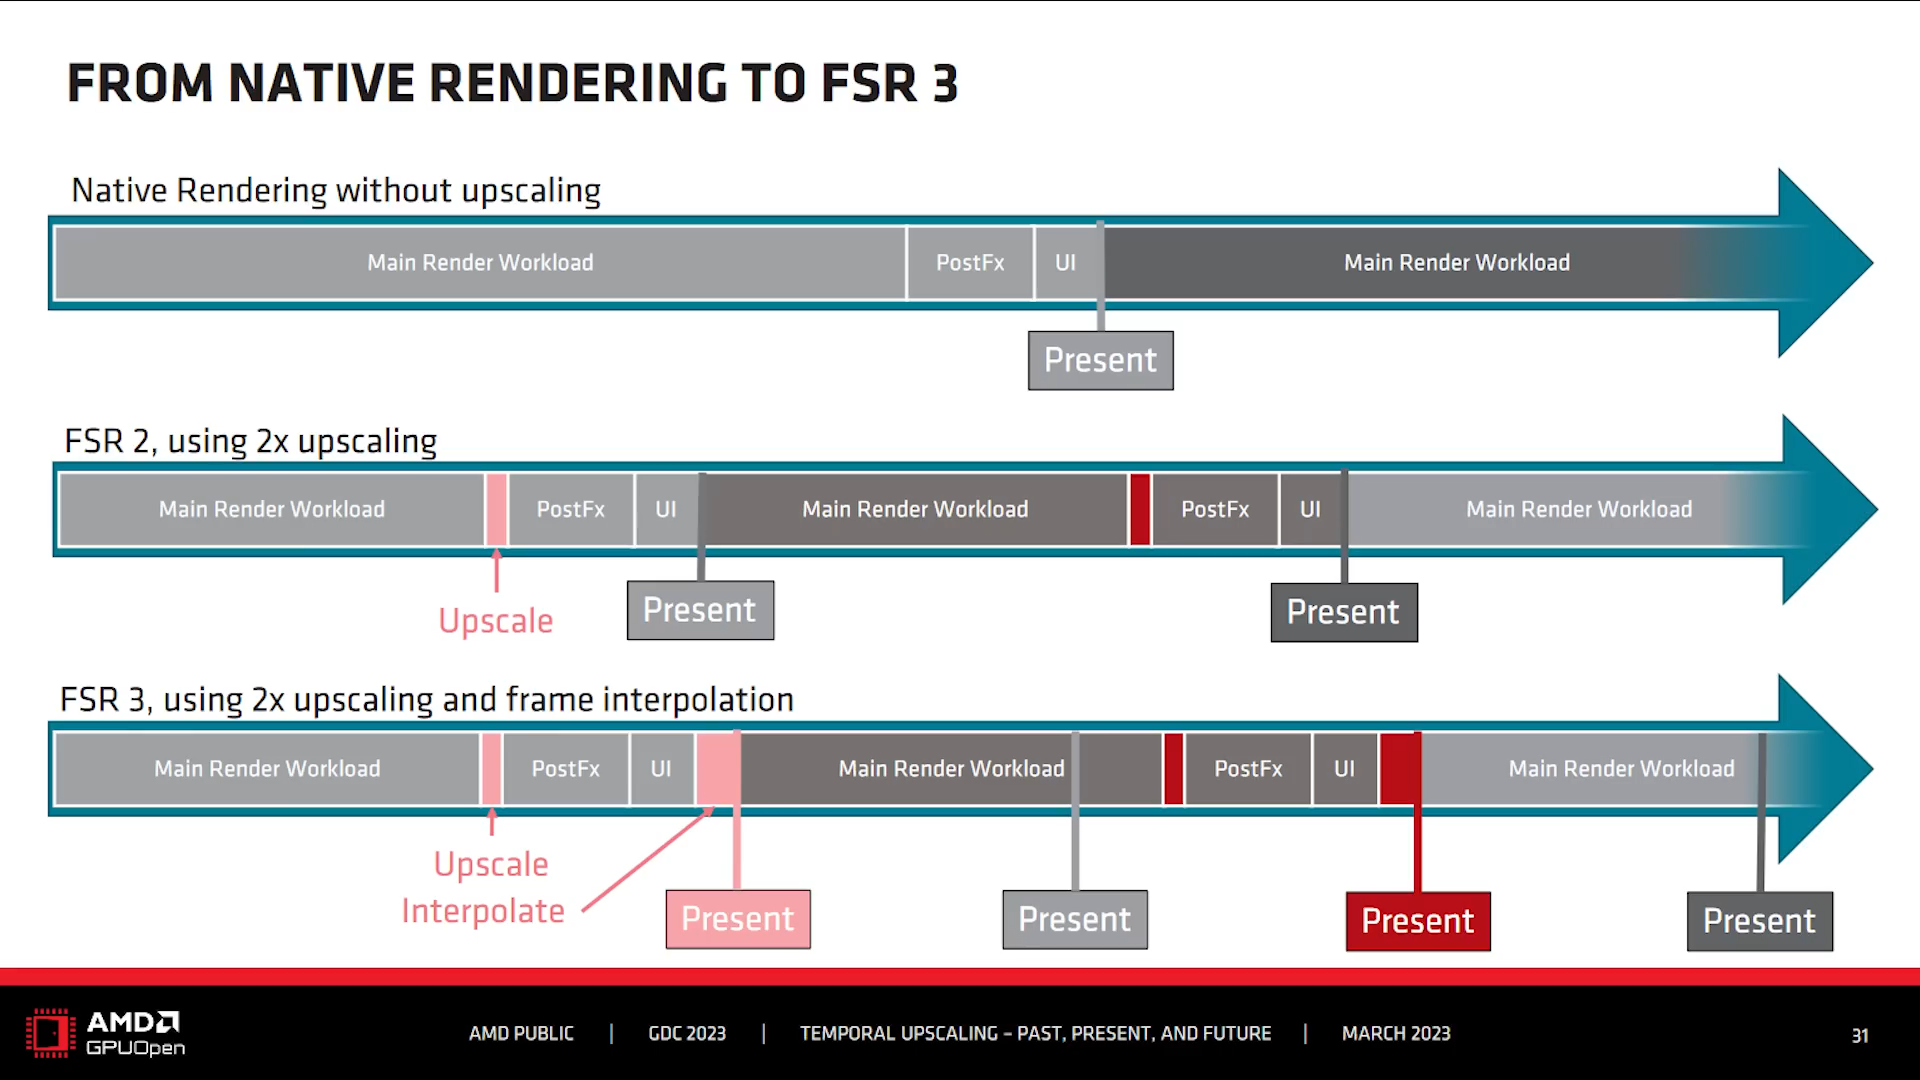 FROM NATIVE RENDERING TO FSR 3
Native Rendering without upscaling
Main Render Workload PostFx UI Main Render Workload
Present
FSR 2, using 2x upscaling
Main Render Workload PostFx UI Main Render Workload PostFx UI Main Render Workload
Upscale Present Present
FSR 3, using 2x upscaling and frame interpolation
Main Render Workload PostFx UI Main Render Workload PostFx UI Main Render Workload
Upscale
Interpolate Present Present Present Present
AMD
GPUOpen
AMD PUBLIC | GDC 2023 | TEMPORAL UPSCALING – PAST, PRESENT, AND FUTURE | MARCH 2023
31